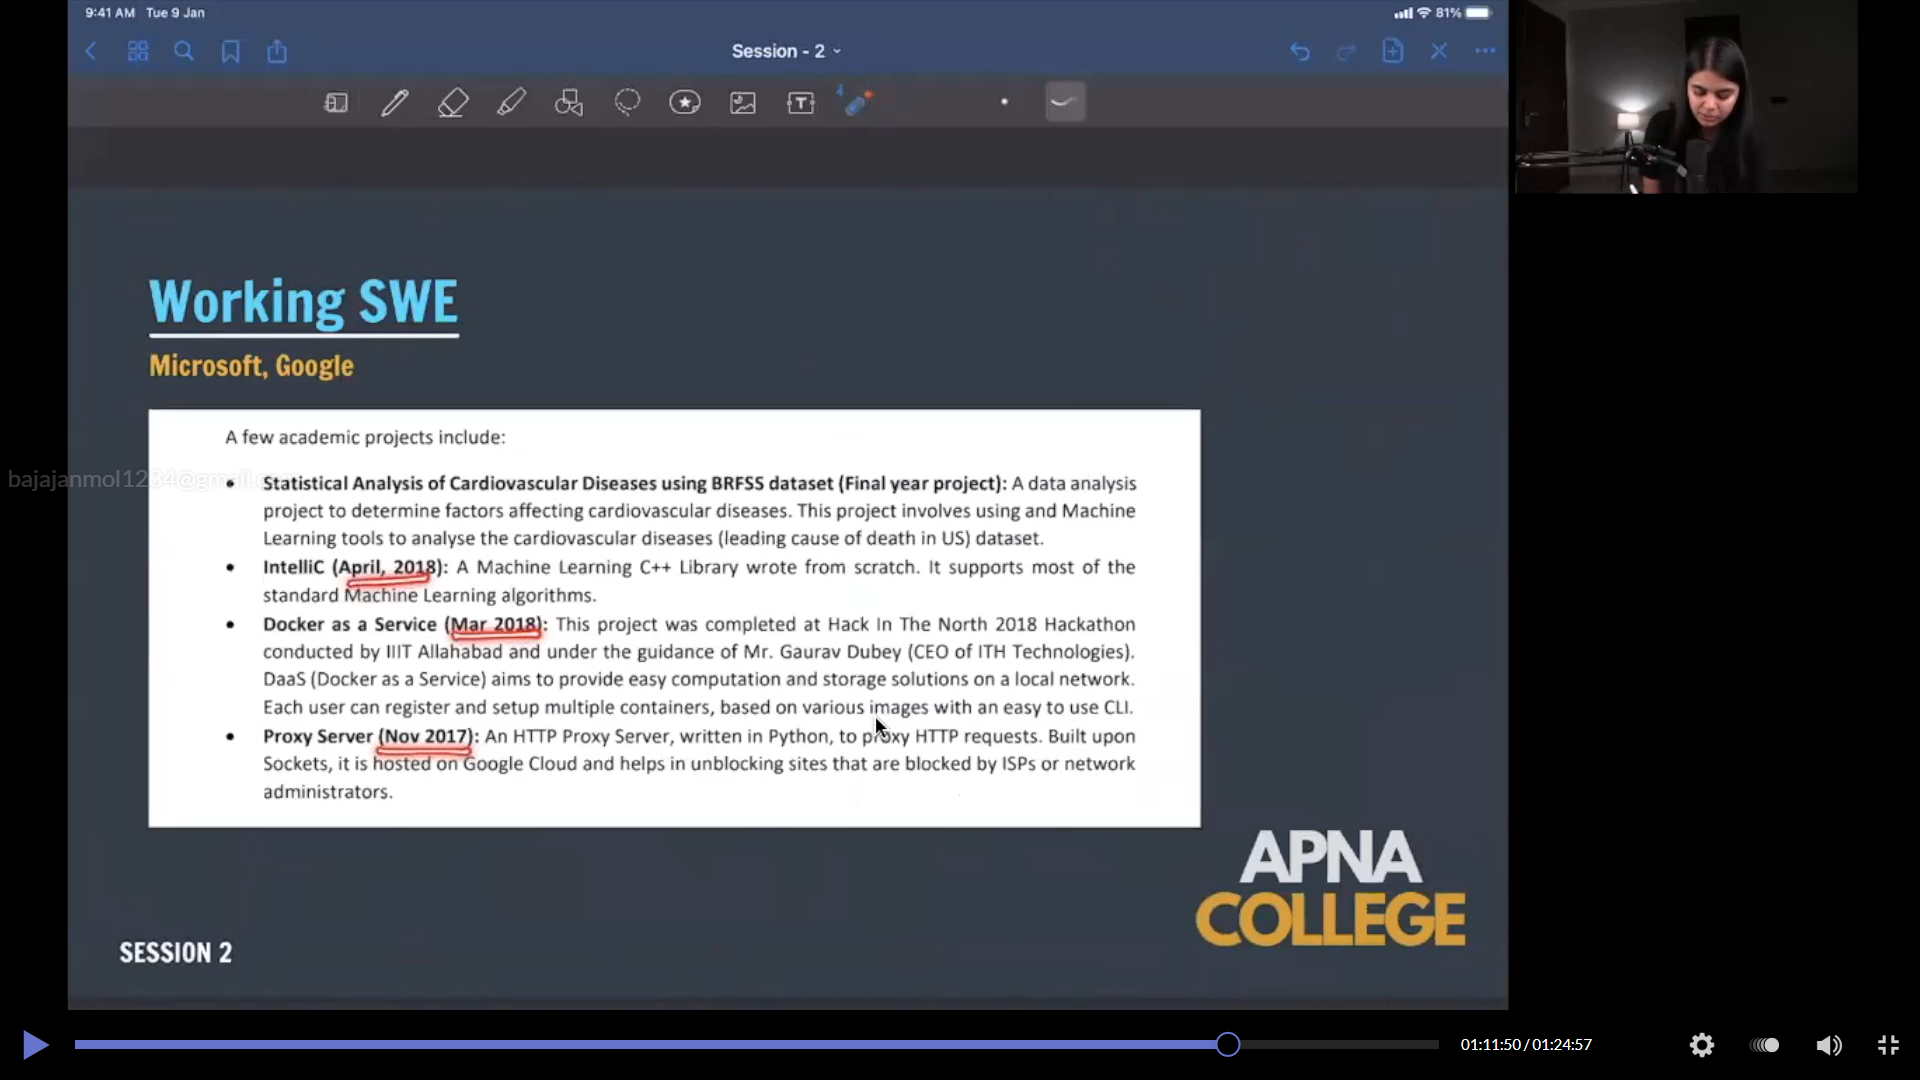 9:41 AM Tue 9 Jan
81%
Session - 2
Working SWE
Microsoft, Google
A few academic projects include:
• Statistical Analysis of Cardiovascular Diseases using BRFSS dataset (Final year project): A data analysis
project to determine factors affecting cardiovascular diseases. This project involves using and Machine
Learning tools to analyse the cardiovascular diseases (leading cause of death in US) dataset.
• IntelliC (April, 2018): A Machine Learning C++ Library wrote from scratch. It supports most of the
standard Machine Learning algorithms.
• Docker as a Service (Mar 2018): This project was completed at Hack In The North 2018 Hackathon
conducted by IIIT Allahabad and under the guidance of Mr. Gaurav Dubey (CEO of ITH Technologies).
DaaS (Docker as a Service) aims to provide easy computation and storage solutions on a local network.
Each user can register and setup multiple containers, based on various images with an easy to use CLI.
• Proxy Server (Nov 2017): An HTTP Proxy Server, written in Python, to proxy HTTP requests. Built upon
Sockets, it is hosted on Google Cloud and helps in unblocking sites that are blocked by ISPs or network
administrators.
APNA
COLLEGE
SESSION 2
01:11:50 / 01:24:57